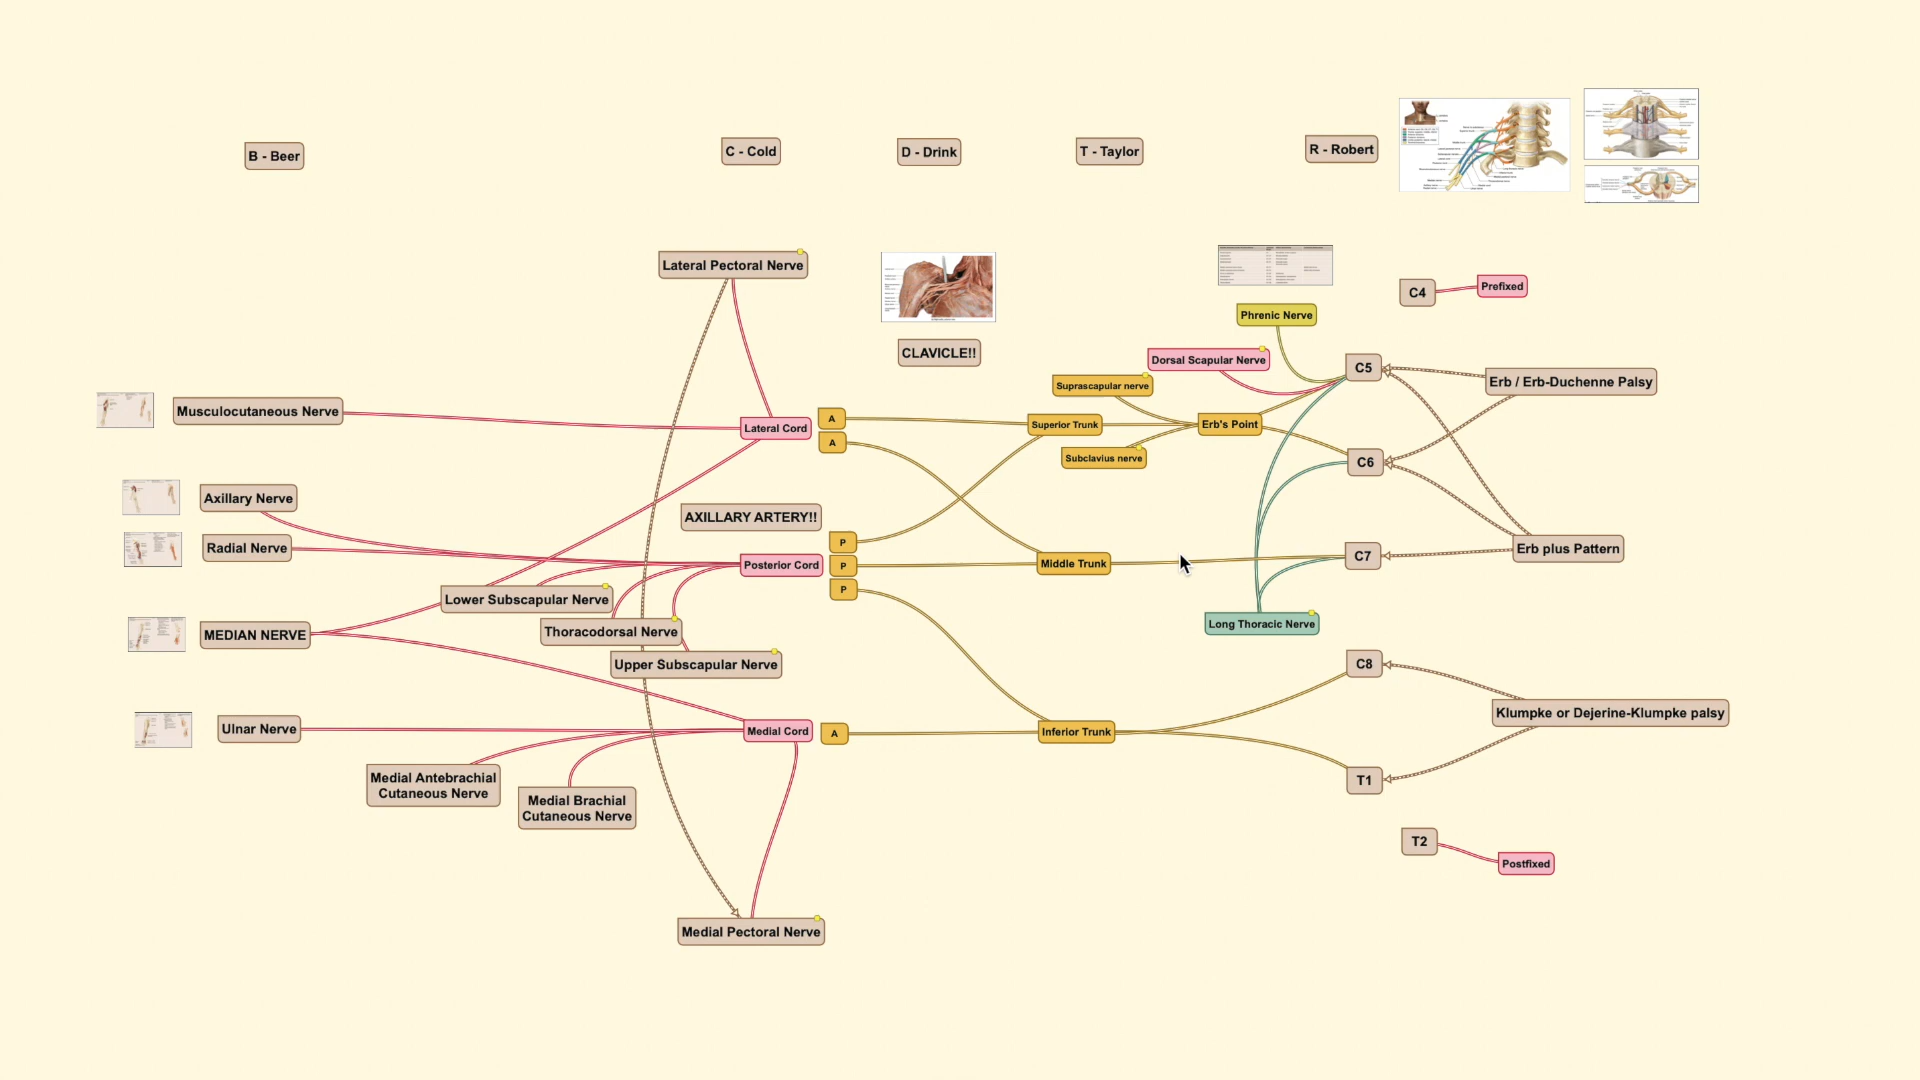 B - Beer
C - Cold
D - Drink
T - Taylor
R - Robert
Lateral Pectoral Nerve
C4
Prefixed
Phrenic Nerve
CLAVICLE!!
Dorsal Scapular Nerve
C5
Erb / Erb-Duchenne Palsy
Suprascapular nerve
Musculocutaneous Nerve
Lateral Cord
A
A
Superior Trunk
Erb's Point
Subclavius nerve
C6
Axillary Nerve
AXILLARY ARTERY!!
Radial Nerve
Posterior Cord
P
P
P
Middle Trunk
C7
Erb plus Pattern
Lower Subscapular Nerve
Long Thoracic Nerve
MEDIAN NERVE
Thoracodorsal Nerve
Upper Subscapular Nerve
C8
Klumpke or Dejerine-Klumpke palsy
Ulnar Nerve
Medial Cord
A
Inferior Trunk
T1
Medial Antebrachial
Cutaneous Nerve
Medial Brachial
Cutaneous Nerve
T2
Postfixed
Medial Pectoral Nerve